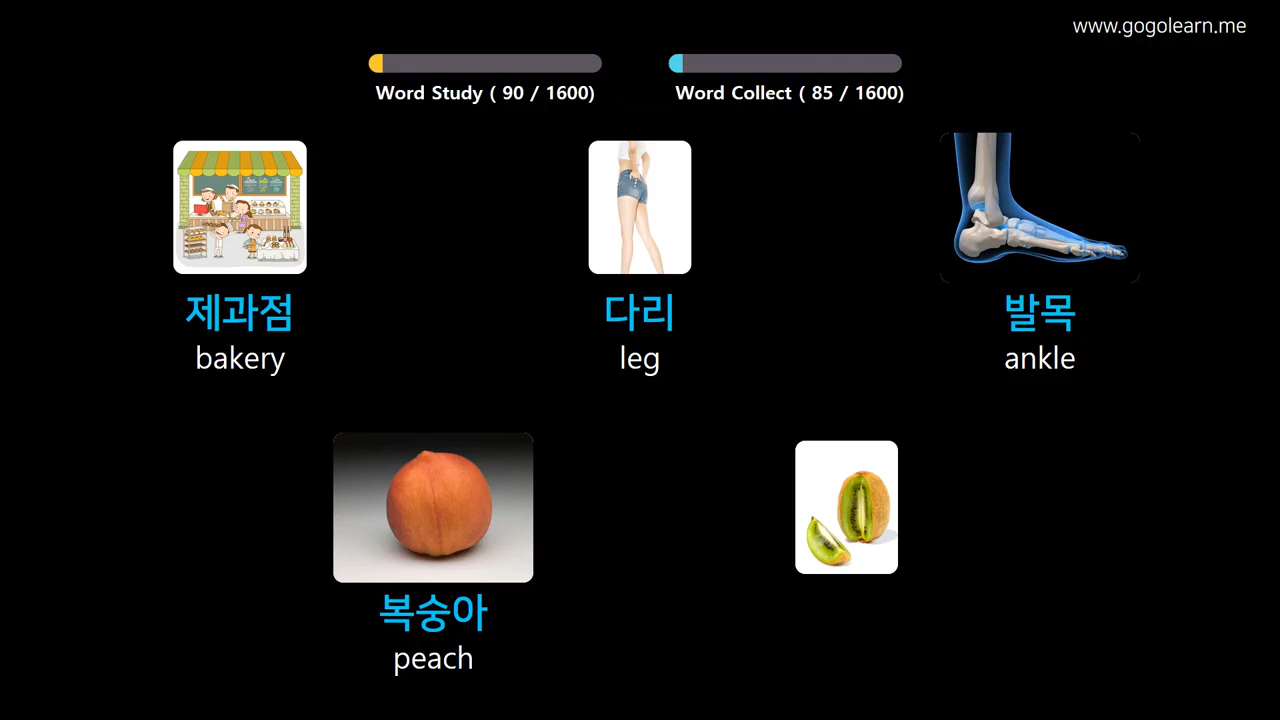 www.gogolearn.me
Word Study ( 90 / 1600)
Word Collect ( 85 / 1600)
제과점
bakery
다리
leg
발목
ankle
복숭아
peach